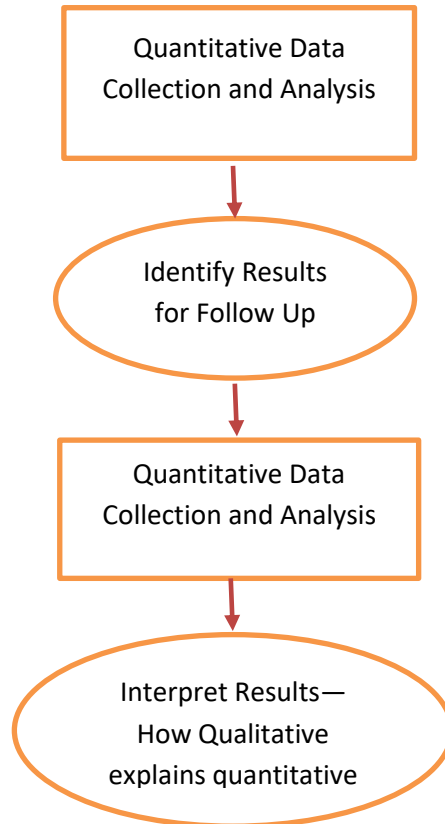 Quantitative Data
Collection and Analysis
Identify Results
for Follow Up
Quantitative Data
Collection and Analysis
Interpret Results—
How Qualitative
explains quantitative